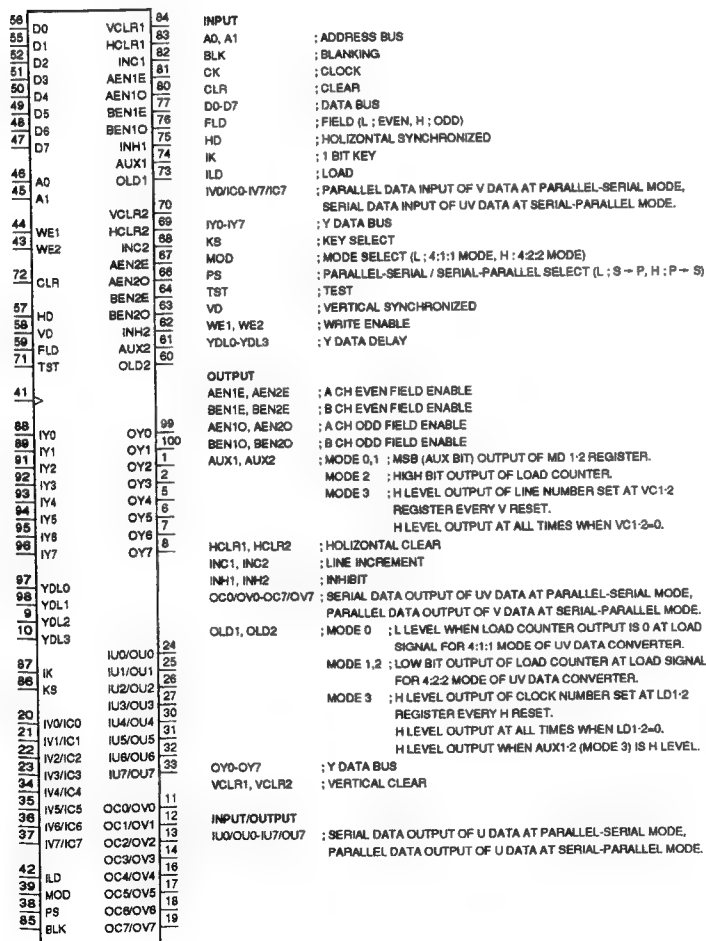 56 D0 VCLR1 84
55 D1 HCLR1 83
52 D2 INC1 82
51 D3 AEN1E 81
50 D4 AEN1O 80
49 D5 BEN1E 77
48 D6 BEN1O 76
47 D7 INH1 75
AUX1 74
46 A0 OLD1 73
45 A1
VCLR2 70
44 WE1 HCLR2 69
43 WE2 INC2 68
AEN2E 67
72 CLR AEN2O 66
BEN2E 64
57 HD BEN2O 63
58 VD INH2 62
59 FLD AUX2 61
71 TST OLD2 60
41
88 IY0 OY0 99
89 IY1 OY1 100
91 IY2 OY2 1
92 IY3 OY3 2
93 IY4 OY4 5
94 IY5 OY5 6
95 IY6 OY6 7
96 IY7 OY7 8
97 YDL0
98 YDL1
9 YDL2
10 YDL3
IU0/OU0 24
87 IK IU1/OU1 25
86 KS IU2/OU2 26
IU3/OU3 27
20 IV0/IC0 IU4/OU4 30
21 IV1/IC1 IU5/OU5 31
22 IV2/IC2 IU6/OU6 32
23 IV3/IC3 IU7/OU7 33
34 IV4/IC4
35 IV5/IC5 OC0/OV0 11
36 IV6/IC6 OC1/OV1 12
37 IV7/IC7 OC2/OV2 13
OC3/OV3 14
42 ILD OC4/OV4 16
39 MOD OC5/OV5 17
38 PS OC6/OV6 18
85 BLK OC7/OV7 19
INPUT
A0, A1 ; ADDRESS BUS
BLK ; BLANKING
CK ; CLOCK
CLR ; CLEAR
D0-D7 ; DATA BUS
FLD ; FIELD (L ; EVEN, H ; ODD)
HD ; HOLIZONTAL SYNCHRONIZED
IK ; 1 BIT KEY
ILD ; LOAD
IV0/IC0-IV7/IC7 ; PARALLEL DATA INPUT OF V DATA AT PARALLEL-SERIAL MODE,
SERIAL DATA INPUT OF UV DATA AT SERIAL-PARALLEL MODE.
IY0-IY7 ; Y DATA BUS
KS ; KEY SELECT
MOD ; MODE SELECT (L ; 4:1:1 MODE, H : 4:2:2 MODE)
PS ; PARALLEL-SERIAL / SERIAL-PARALLEL SELECT (L ; S → P, H ; P → S)
TST ; TEST
VD ; VERTICAL SYNCHRONIZED
WE1, WE2 ; WRITE ENABLE
YDL0-YDL3 ; Y DATA DELAY
OUTPUT
AEN1E, AEN2E ; A CH EVEN FIELD ENABLE
BEN1E, BEN2E ; B CH EVEN FIELD ENABLE
AEN1O, AEN2O ; A CH ODD FIELD ENABLE
BEN1O, BEN2O ; B CH ODD FIELD ENABLE
AUX1, AUX2 ; MODE 0,1 ; MSB (AUX BIT) OUTPUT OF MD 1·2 REGISTER.
MODE 2 ; HIGH BIT OUTPUT OF LOAD COUNTER.
MODE 3 ; H LEVEL OUTPUT OF LINE NUMBER SET AT VC1·2
REGISTER EVERY V RESET.
H LEVEL OUTPUT AT ALL TIMES WHEN VC1·2=0.
HCLR1, HCLR2 ; HOLIZONTAL CLEAR
INC1, INC2 ; LINE INCREMENT
INH1, INH2 ; INHIBIT
OC0/OV0-OC7/OV7 ; SERIAL DATA OUTPUT OF UV DATA AT PARALLEL-SERIAL MODE,
PARALLEL DATA OUTPUT OF V DATA AT SERIAL-PARALLEL MODE.
OLD1, OLD2 ; MODE 0 ; L LEVEL WHEN LOAD COUNTER OUTPUT IS 0 AT LOAD
SIGNAL FOR 4:1:1 MODE OF UV DATA CONVERTER.
MODE 1,2 ; LOW BIT OUTPUT OF LOAD COUNTER AT LOAD SIGNAL
FOR 4:2:2 MODE OF UV DATA CONVERTER.
MODE 3 ; H LEVEL OUTPUT OF CLOCK NUMBER SET AT LD1·2
REGISTER EVERY H RESET.
H LEVEL OUTPUT AT ALL TIMES WHEN LD1·2=0.
H LEVEL OUTPUT WHEN AUX1·2 (MODE 3) IS H LEVEL.
OY0-OY7 ; Y DATA BUS
VCLR1, VCLR2 ; VERTICAL CLEAR
INPUT/OUTPUT
IU0/OU0-IU7/OU7 ; SERIAL DATA OUTPUT OF U DATA AT PARALLEL-SERIAL MODE,
PARALLEL DATA OUTPUT OF U DATA AT SERIAL-PARALLEL MODE.